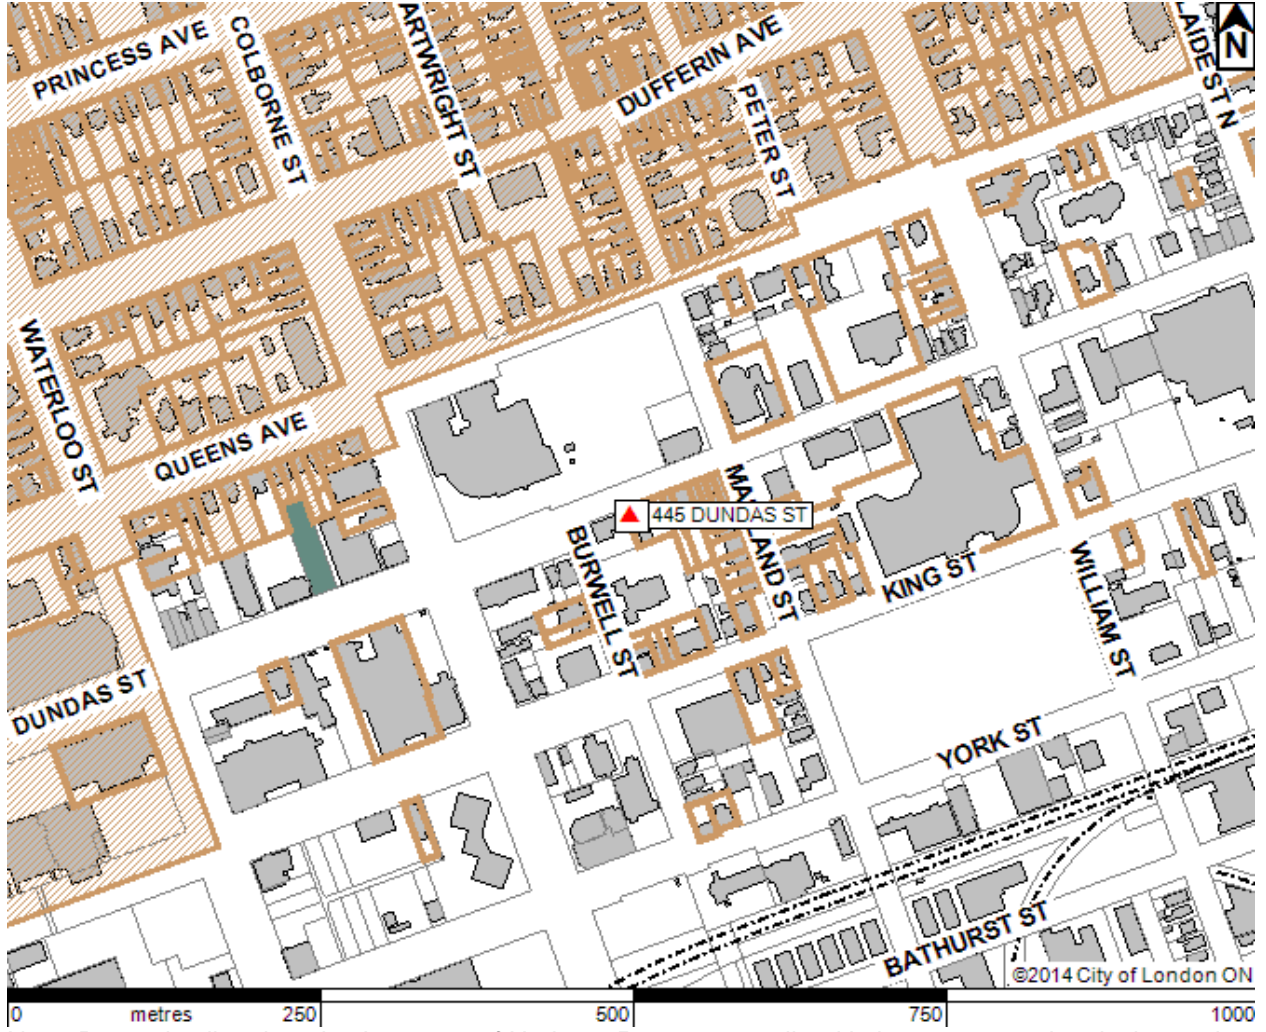 PRINCESS AVE
COLBORNE ST
ARTWRIGHT ST
DUFFERIN AVE
PETER ST
LAIDE ST N
N
WATERLOO ST
QUEENS AVE
445 DUNDAS ST
MAITLAND ST
BURWELL ST
KING ST
WILLIAM ST
DUNDAS ST
YORK ST
BATHURST ST
©2014 City of London ON
0 metres 250 500 750 1000